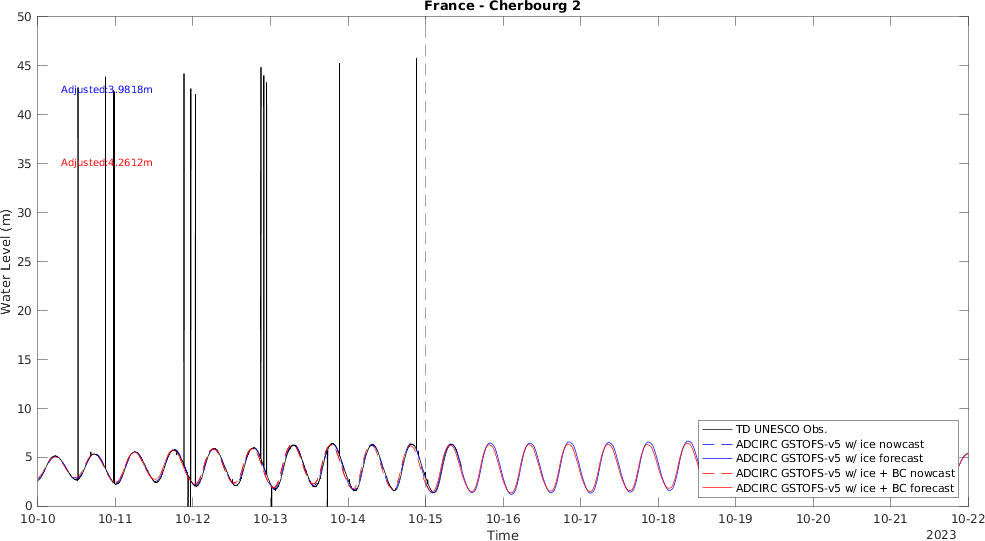 France - Cherbourg 2
50
45
40
35
30
25
20
15
10
5
0
Water Level (m)
Adjusted:3.9818m
Adjusted:4.2612m
TD UNESCO Obs.
ADCIRC GSTOFS-v5 w/ ice nowcast
ADCIRC GSTOFS-v5 w/ ice forecast
ADCIRC GSTOFS-v5 w/ ice + BC nowcast
ADCIRC GSTOFS-v5 w/ ice + BC forecast
10-10 10-11 10-12 10-13 10-14 10-15 10-16 10-17 10-18 10-19 10-20 10-21 10-22
Time
2023